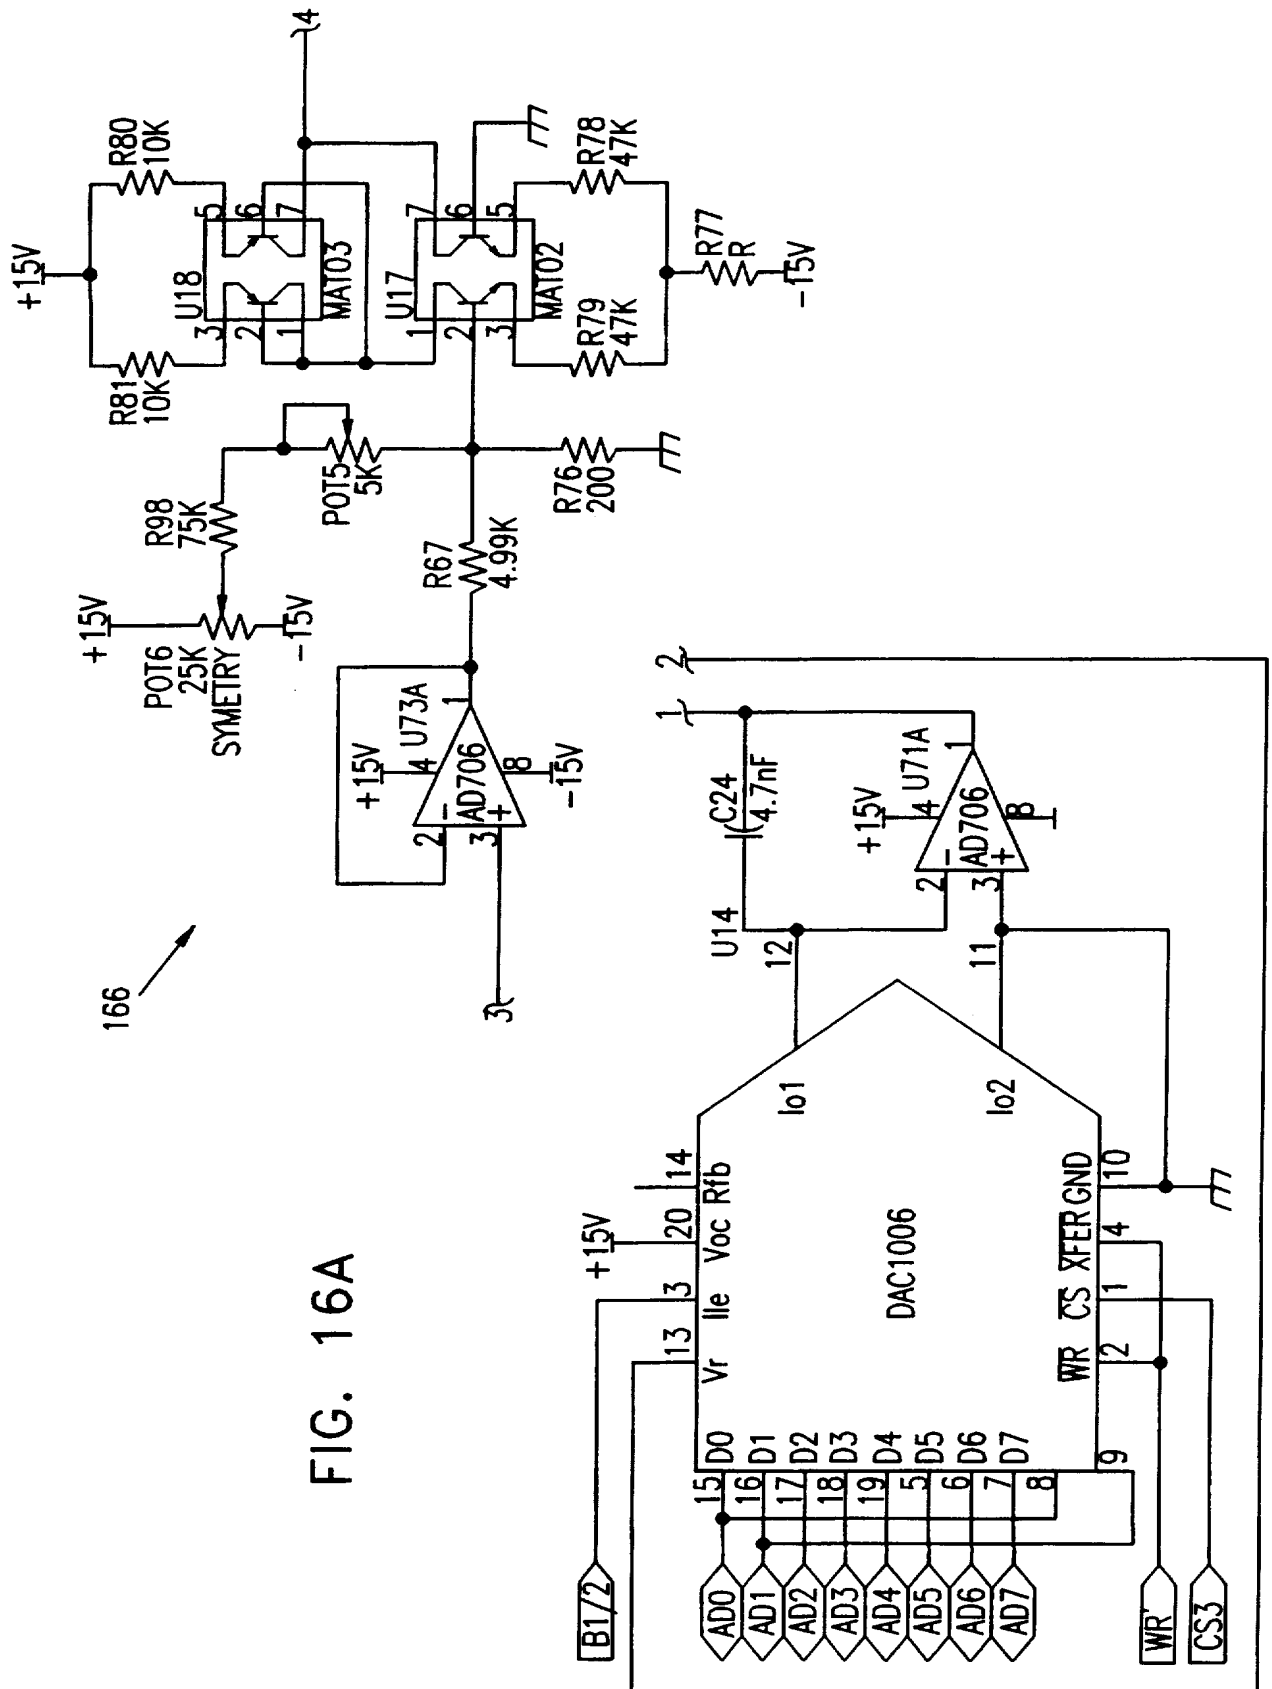 FIG. 16A
166
B1/2
AD0
AD1
AD2
AD3
AD4
AD5
AD6
AD7
WR'
CS3
15
16
17
18
19
5
6
7
8
9
D0
D1
D2
D3
D4
D5
D6
D7
13
3
20
14
Vr
Ile
Voc
Rfb
+15V
DAC1006
WR
CS
XFER
GND
2
1
4
10
Io1
Io2
12
11
U14
C24
4.7nF
+15V
U71A
AD706
2
3
4
8
1
-
+
1
2
3
+15V
U73A
AD706
2
3
4
8
1
-
+
-15V
+15V
POT6
25K
SYMETRY
-15V
R98
75K
POT5
5K
R67
4.99K
R76
200
+15V
R81
10K
R80
10K
U18
MAT03
3
2
1
5
6
7
4
U17
MAT02
1
2
3
7
6
5
R79
47K
R78
47K
R77
R
-15V